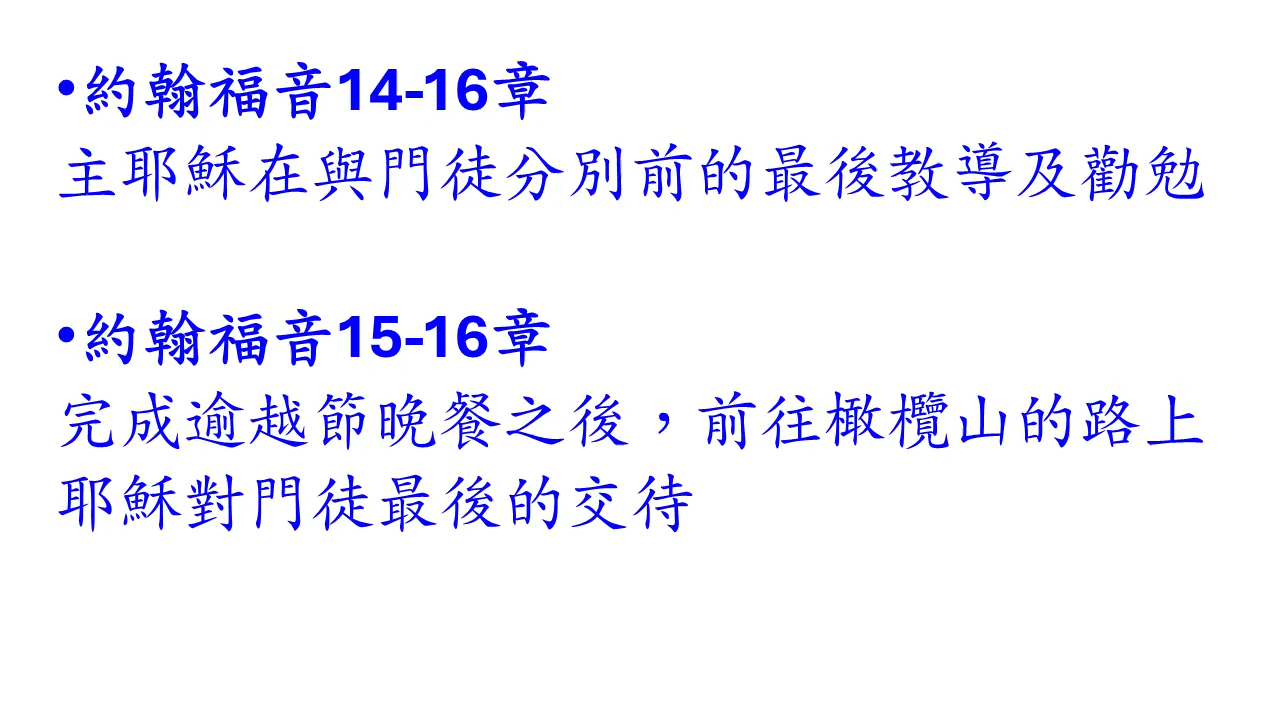 •約翰福音14-16章
主耶穌在與門徒分別前的最後教導及勸勉
•約翰福音15-16章
完成逾越節晚餐之後，前往橄欖山的路上
耶穌對門徒最後的交待